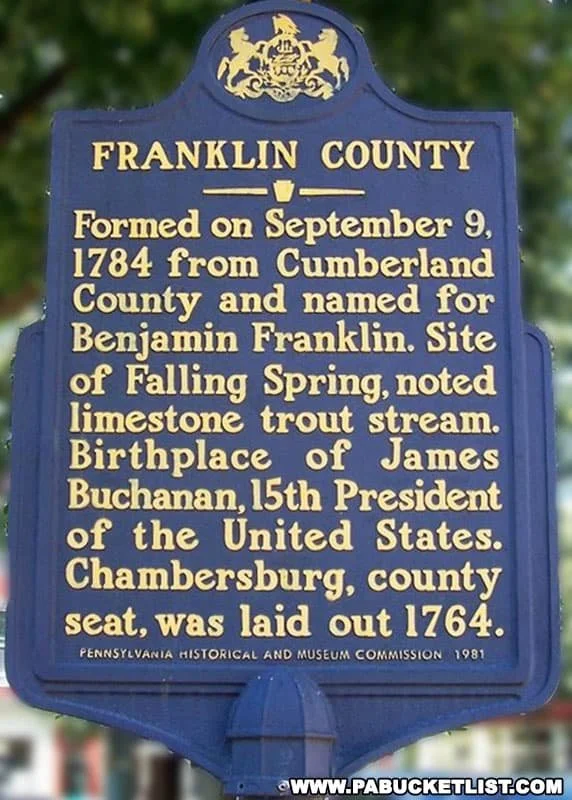 FRANKLIN COUNTY
Formed on September 9,
1784 from Cumberland
County and named for
Benjamin Franklin. Site
of Falling Spring, noted
limestone trout stream.
Birthplace of James
Buchanan, 15th President
of the United States.
Chambersburg, county
seat, was laid out 1764.
PENNSYLVANIA HISTORICAL AND MUSEUM COMMISSION 1981
WWW.PABUCKETLIST.COM